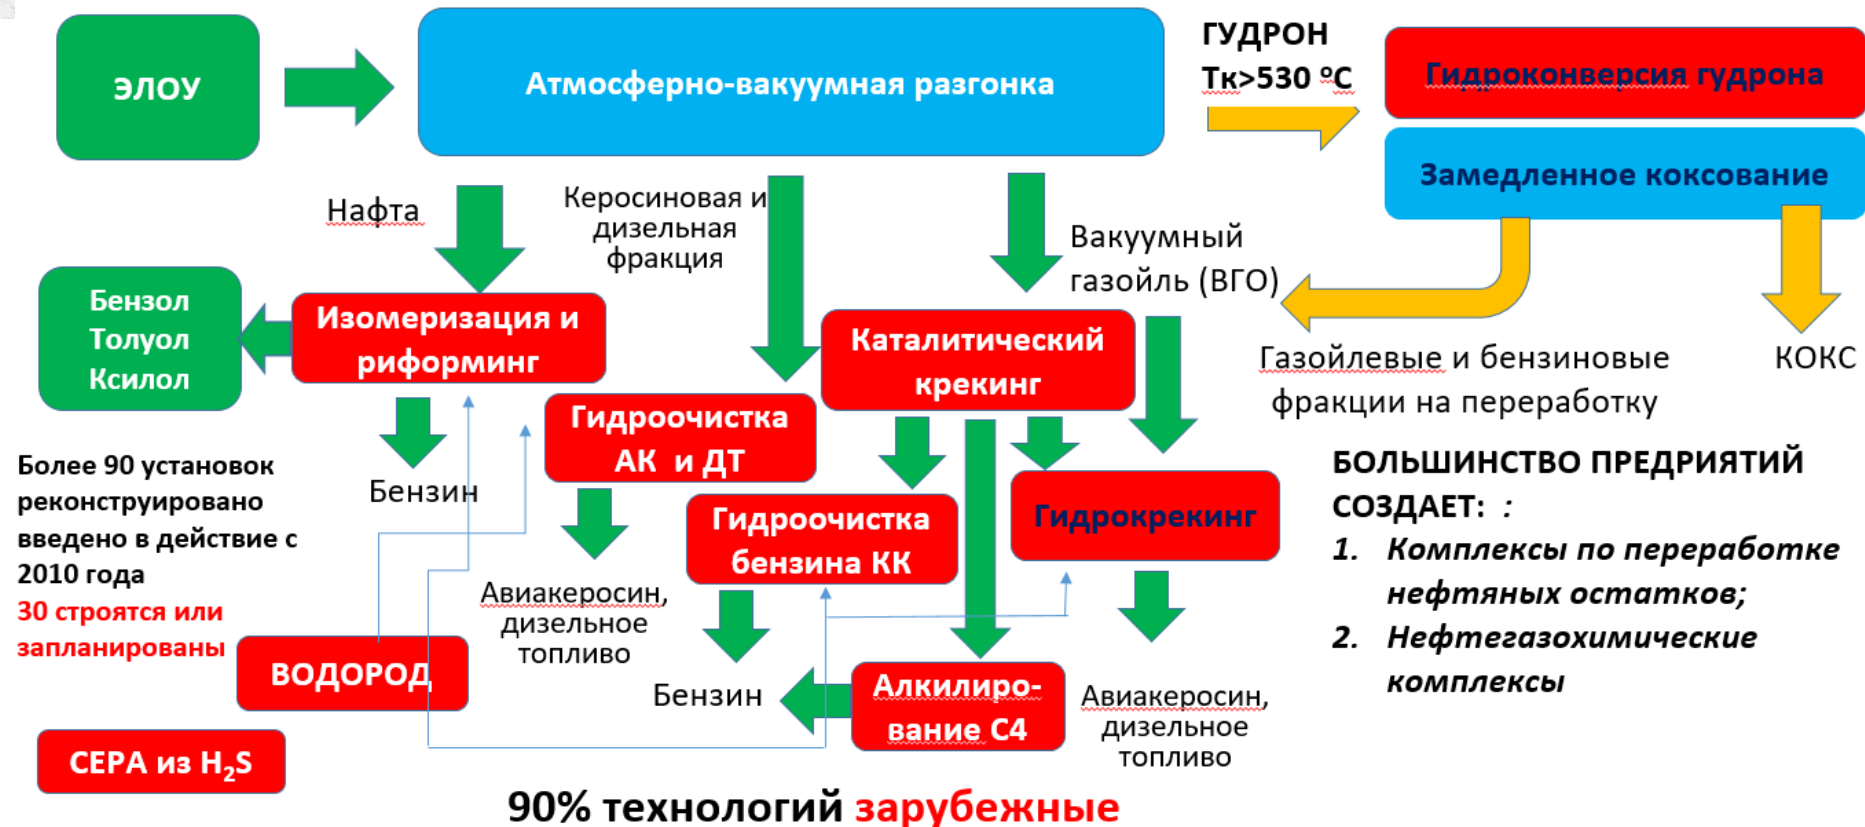 ЭЛОУ
Атмосферно-вакуумная разгонка
ГУДРОН
Тк>530 ºС
Гидроконверсия гудрона
Замедленное коксование
Нафта
Керосиновая и
дизельная
фракция
Вакуумный
газойль (ВГО)
Бензол
Толуол
Ксилол
Изомеризация и
риформинг
Каталитический
крекинг
Газойлевые и бензиновые
фракции на переработку
КОКС
Гидроочистка
АК и ДТ
Бензин
Более 90 установок
реконструировано
введено в действие с
2010 года
30 строятся или
запланированы
Гидроочистка
бензина КК
Гидрокрекинг
БОЛЬШИНСТВО ПРЕДРИЯТИЙ
СОЗДАЕТ: :
1. Комплексы по переработке
нефтяных остатков;
2. Нефтегазохимические
комплексы
Авиакеросин,
дизельное
топливо
ВОДОРОД
Бензин
Алкилиро-
вание С4
Авиакеросин,
дизельное
топливо
СЕРА из H₂S
90% технологий зарубежные